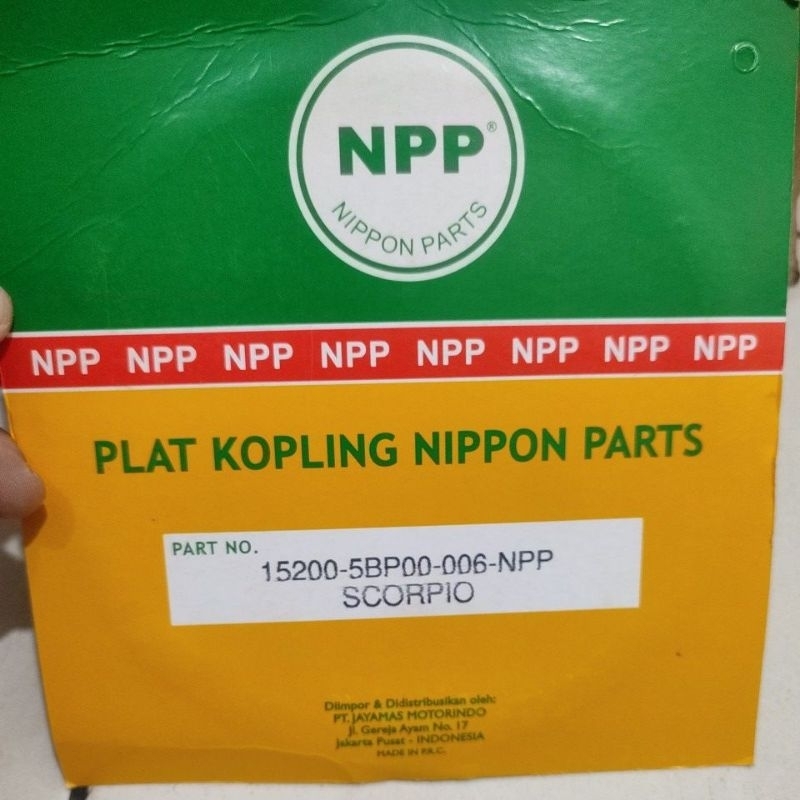 NPP®
NIPPON PARTS
NPP NPP NPP NPP NPP NPP NPP NPP
PLAT KOPLING NIPPON PARTS
PART NO.
15200-5BP00-006-NPP
SCORPIO
Diimpor & Didistribusikan oleh:
PT. JAYAMAS MOTORINDO
Jl. Gereja Ayam No. 17
Jakarta Pusat - INDONESIA
MADE IN P.R.C.